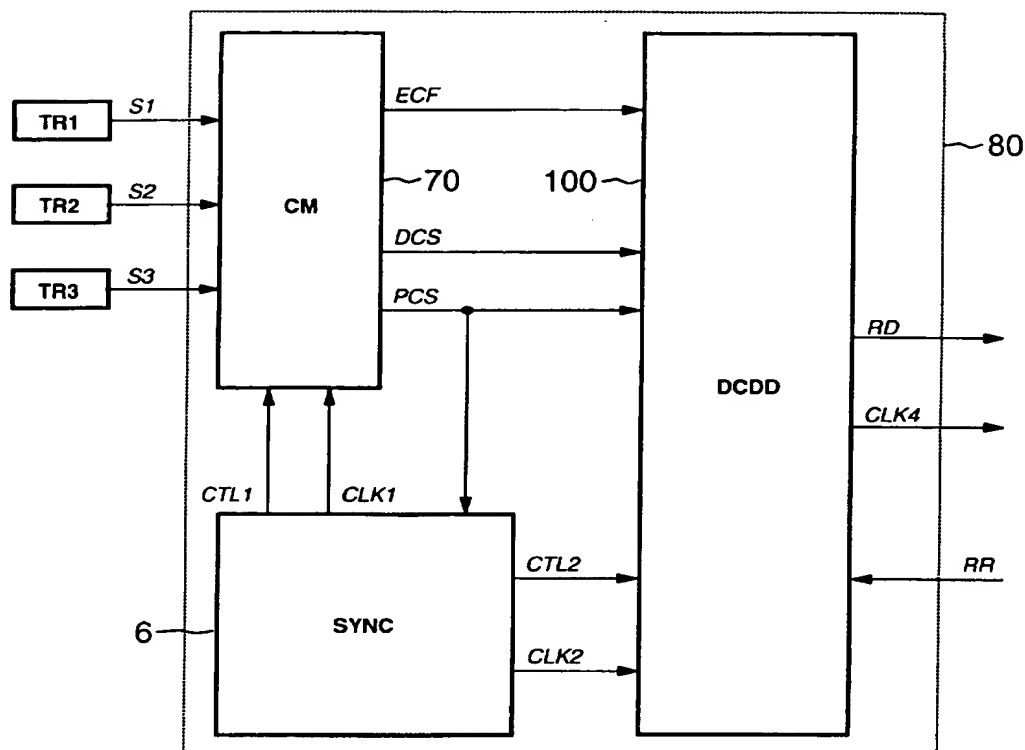 S1
ECF
TR1
80
70
100
S2
TR2
CM
DCS
S3
PCS
TR3
RD
DCDD
CLK4
CTL1
CLK1
CTL2
RR
6
SYNC
CLK2